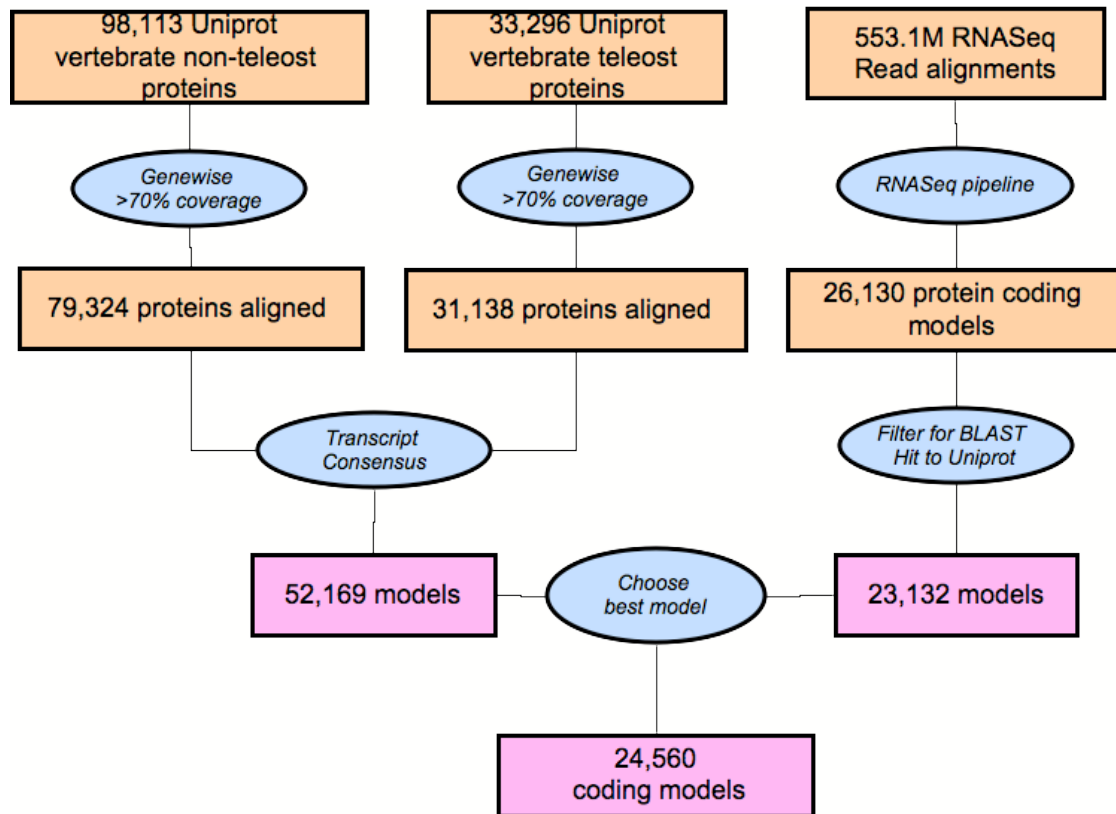 98,113 Uniprot
vertebrate non-teleost
proteins
33,296 Uniprot
vertebrate teleost
proteins
553.1M RNASeq
Read alignments
Genewise
>70% coverage
Genewise
>70% coverage
RNASeq pipeline
79,324 proteins aligned
31,138 proteins aligned
26,130 protein coding
models
Transcript
Consensus
Filter for BLAST
Hit to Uniprot
52,169 models
Choose
best model
23,132 models
24,560
coding models